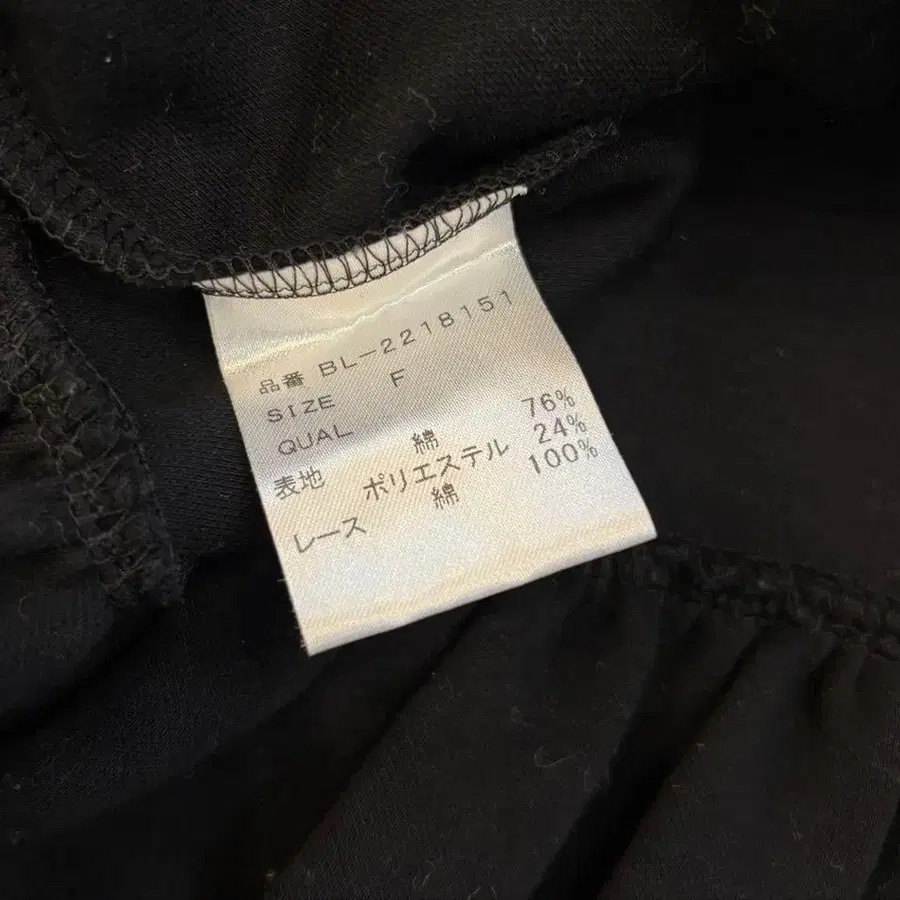 品番 BL-2218151
SIZE F
QUAL
表地 綿 76%
ポリエステル 24%
レース 綿 100%